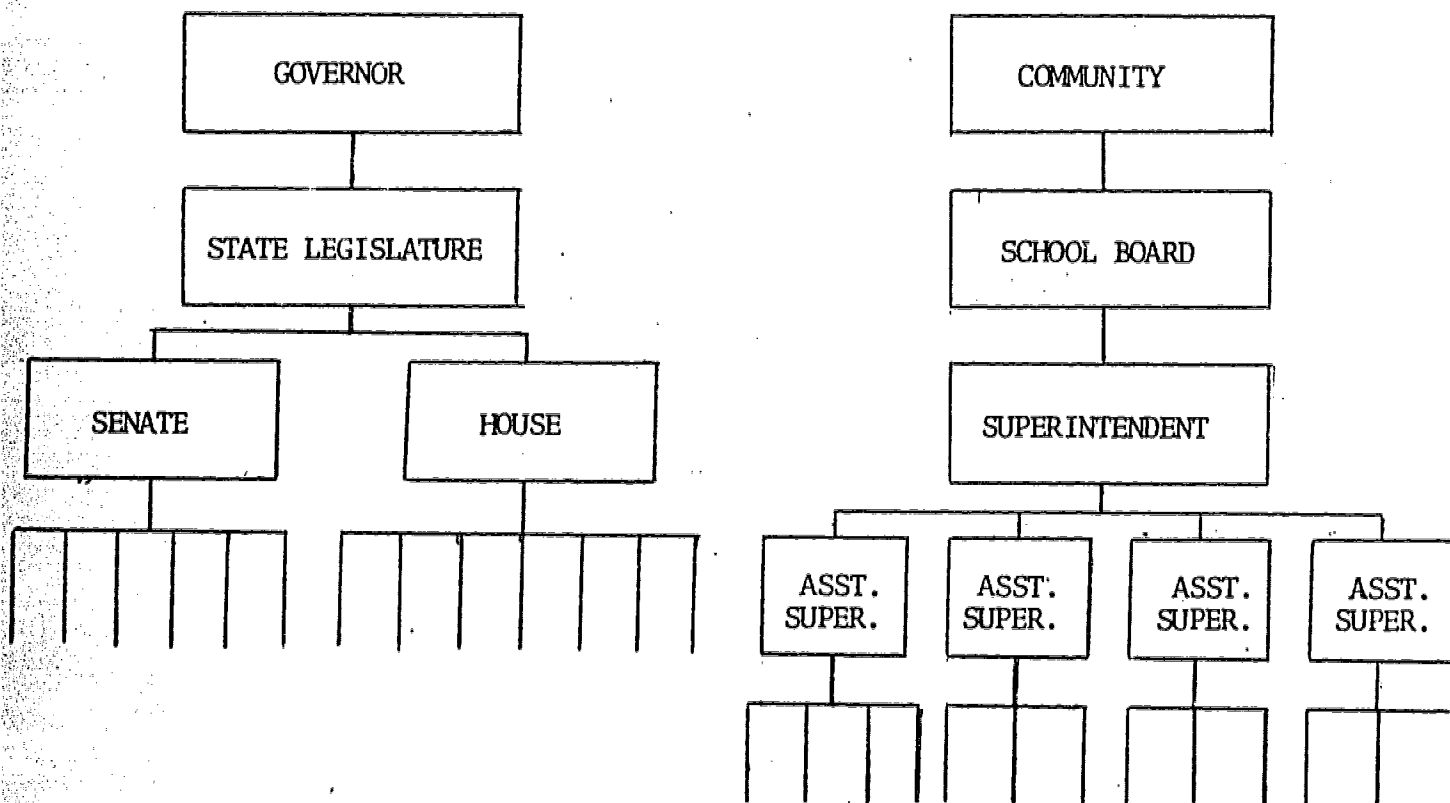 GOVERNOR
STATE LEGISLATURE
SENATE
HOUSE
COMMUNITY
SCHOOL BOARD
SUPERINTENDENT
ASST.
SUPER.
ASST.
SUPER.
ASST.
SUPER.
ASST.
SUPER.